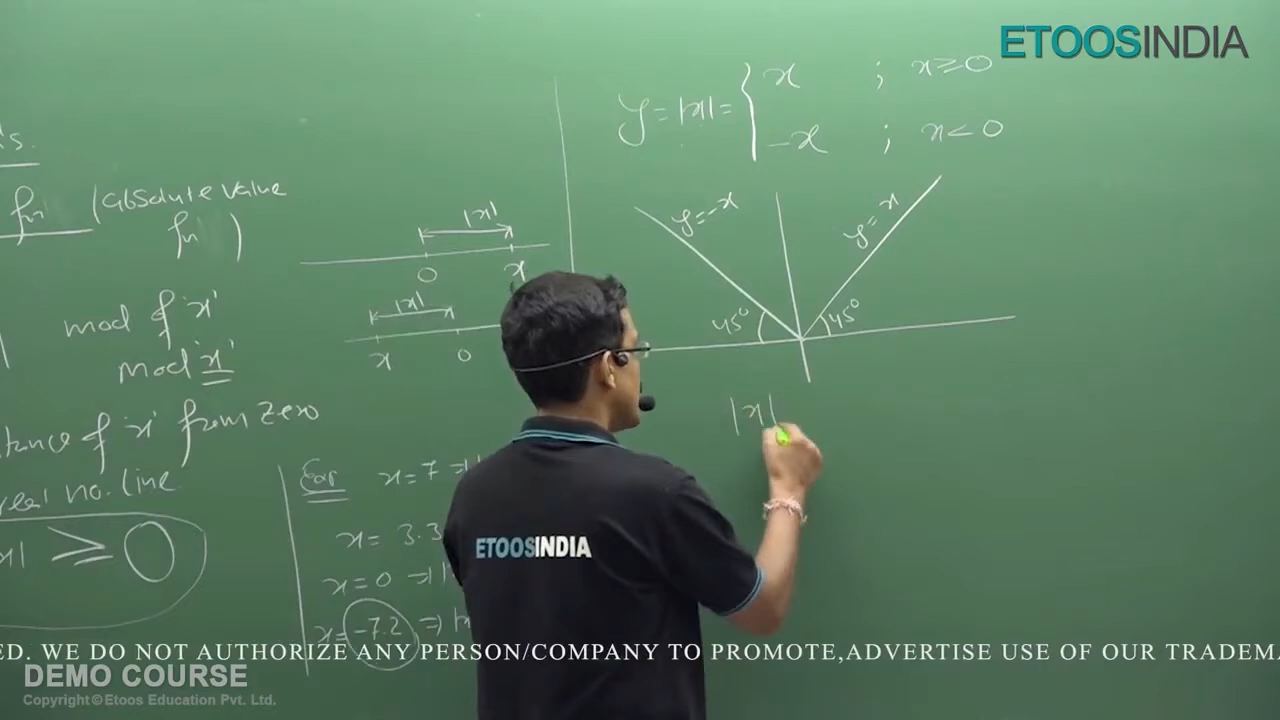 ETOOSINDIA
s.
fn (Absolute value
fn)
mod of 'x'
mod 'x'
tance of 'x' from zero
real no. line
x| ≥ 0
|x|
0 x
|x|
x 0
Exp x = 7 ⇒ |
x = 3.3
x = 0 ⇒ |
x = -7.2 ⇒ |x
y = |x| = { x ; x ≥ 0
-x ; x < 0
y = -x y = x
45° 45°
|x|
ETOOSINDIA
ED. WE DO NOT AUTHORIZE ANY PERSON/COMPANY TO PROMOTE,ADVERTISE USE OF OUR TRADEMA
DEMO COURSE
Copyright © Etoos Education Pvt. Ltd.